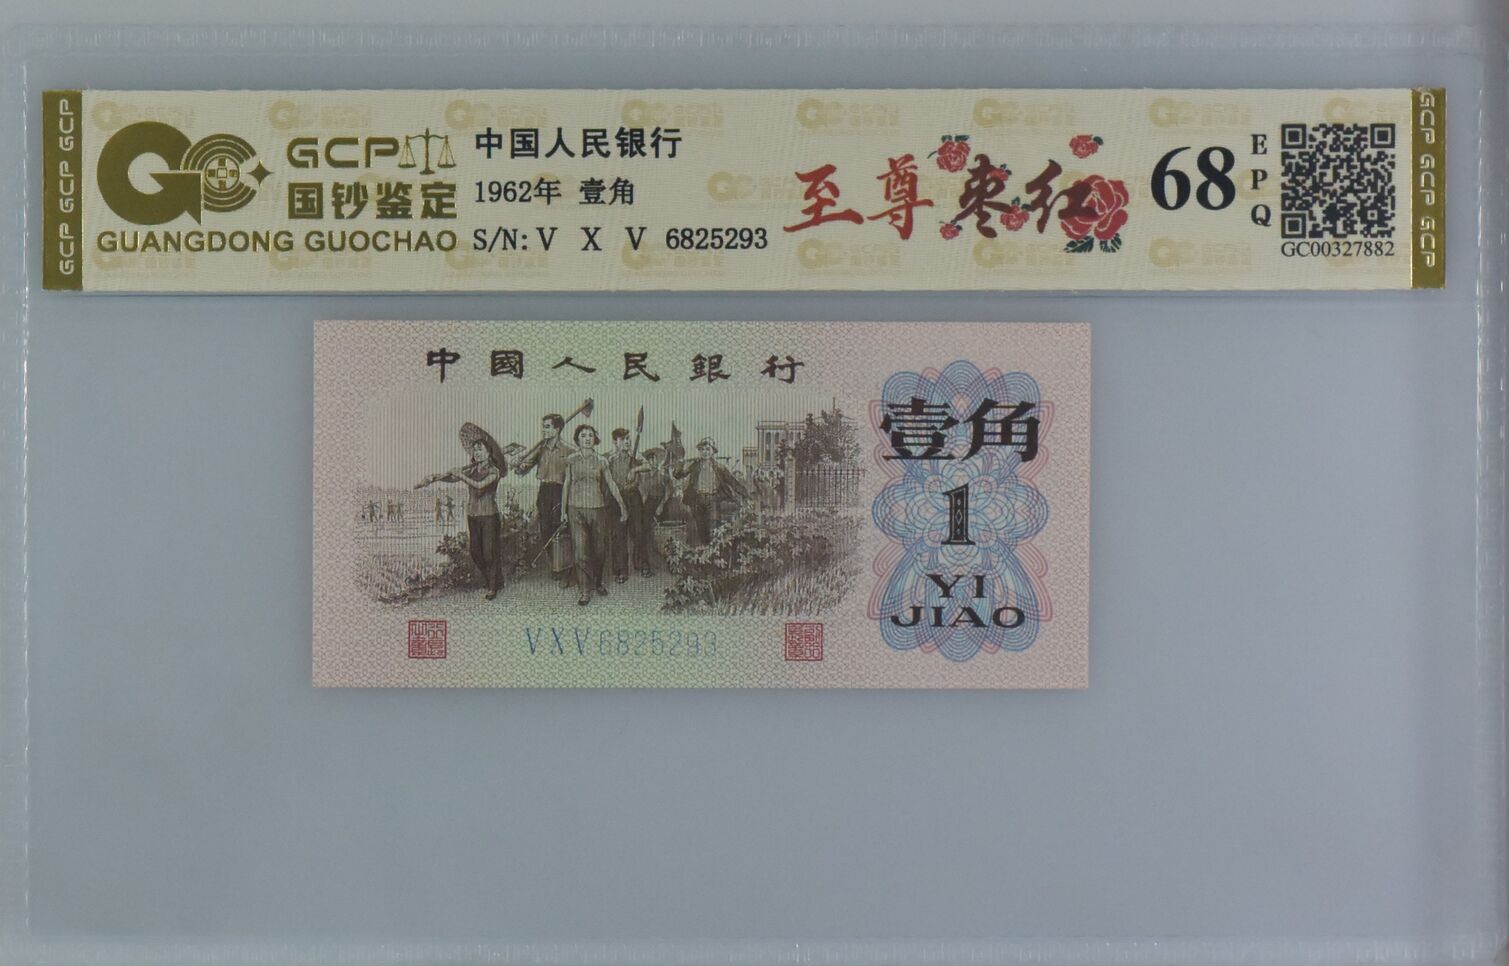 GCP
国钞鉴定
GUANGDONG GUOCHAO
中国人民银行
1962年 壹角
S/N: V X V 6825293
至尊枣红
68
EPQ
GC00327882
GCP GCP GCP
GCP GCP GCP
中國人民銀行
壹角
1
YI
JIAO
VXV6825293